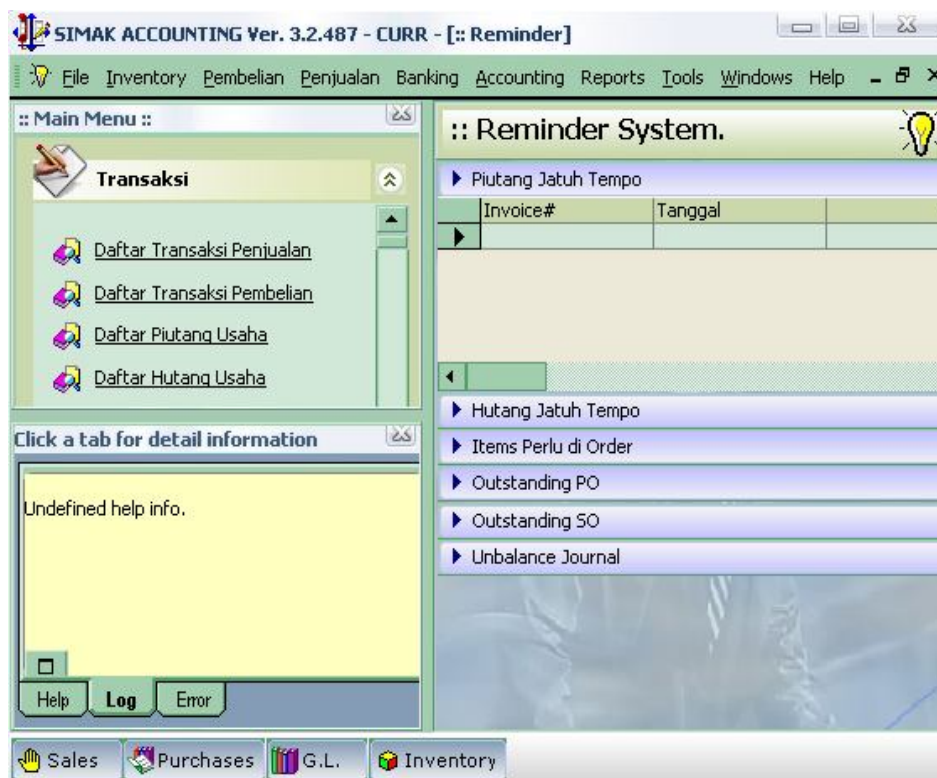 SIMAK ACCOUNTING Ver. 3.2.487 - CURR - [:: Reminder]
File Inventory Pembelian Penjualan Banking Accounting Reports Tools Windows Help
:: Main Menu ::
Transaksi
Daftar Transaksi Penjualan
Daftar Transaksi Pembelian
Daftar Piutang Usaha
Daftar Hutang Usaha
Click a tab for detail information
Undefined help info.
Help Log Error
:: Reminder System.
Piutang Jatuh Tempo
Invoice# Tanggal
Hutang Jatuh Tempo
Items Perlu di Order
Outstanding PO
Outstanding SO
Unbalance Journal
Sales Purchases G.L. Inventory